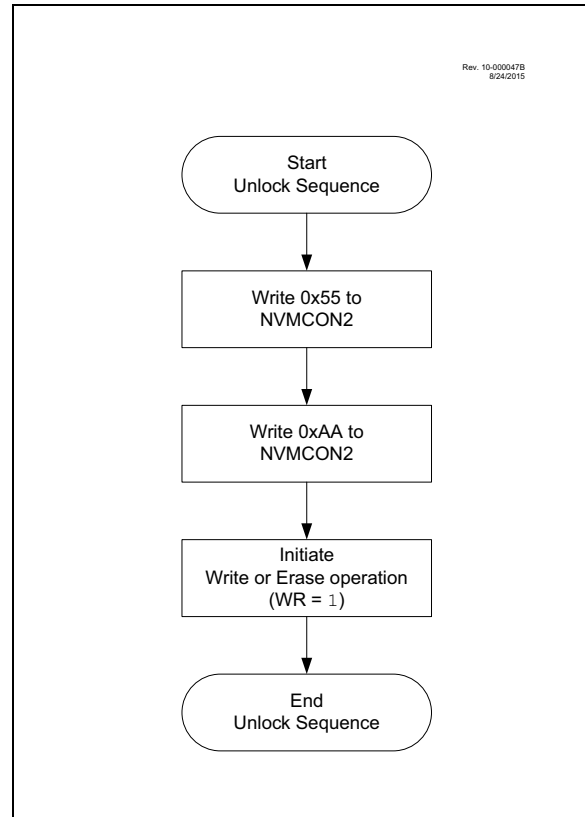 Rev. 10-000047B
8/24/2015
Start
Unlock Sequence
Write 0x55 to
NVMCON2
Write 0xAA to
NVMCON2
Initiate
Write or Erase operation
(WR = 1)
End
Unlock Sequence